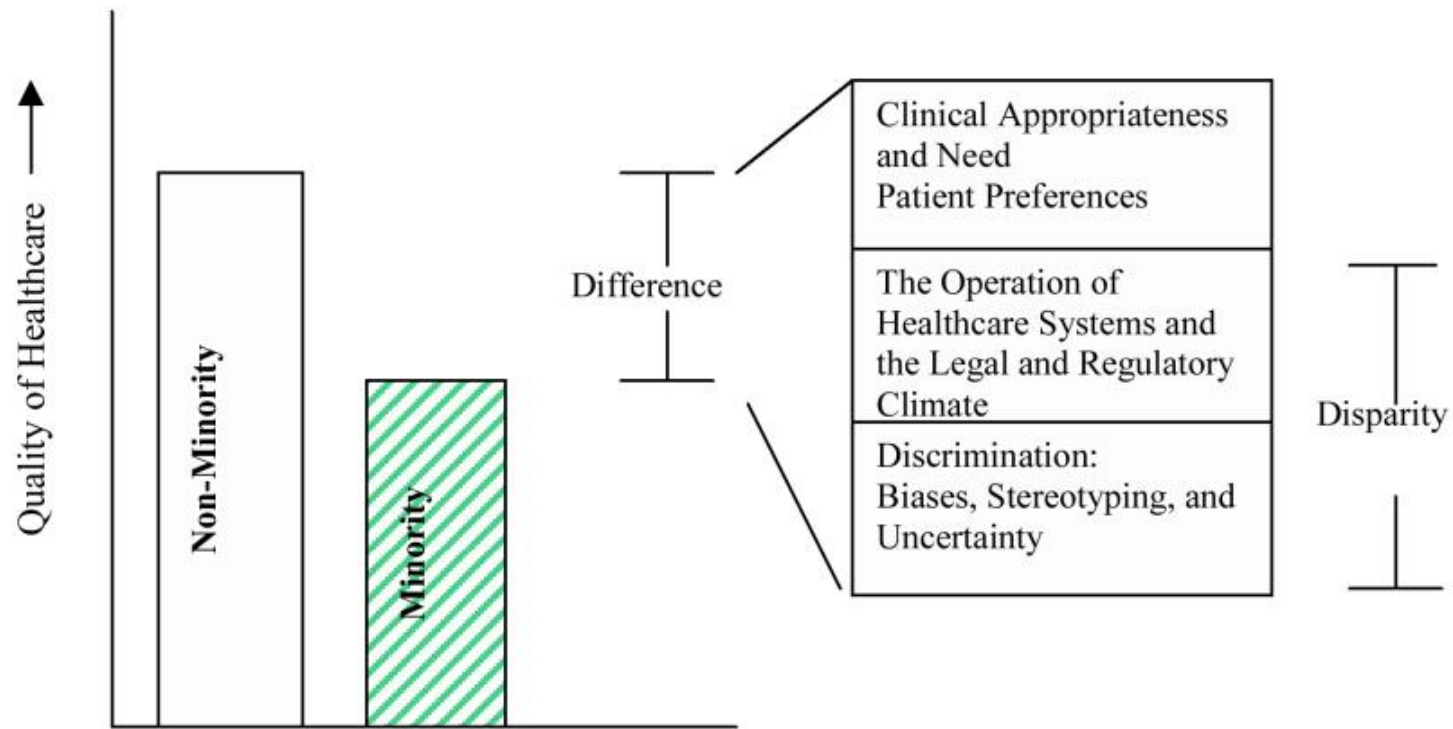 Quality of Healthcare
Non-Minority
Minority
Difference
Clinical Appropriateness
and Need
Patient Preferences
The Operation of
Healthcare Systems and
the Legal and Regulatory
Climate
Discrimination:
Biases, Stereotyping, and
Uncertainty
Disparity